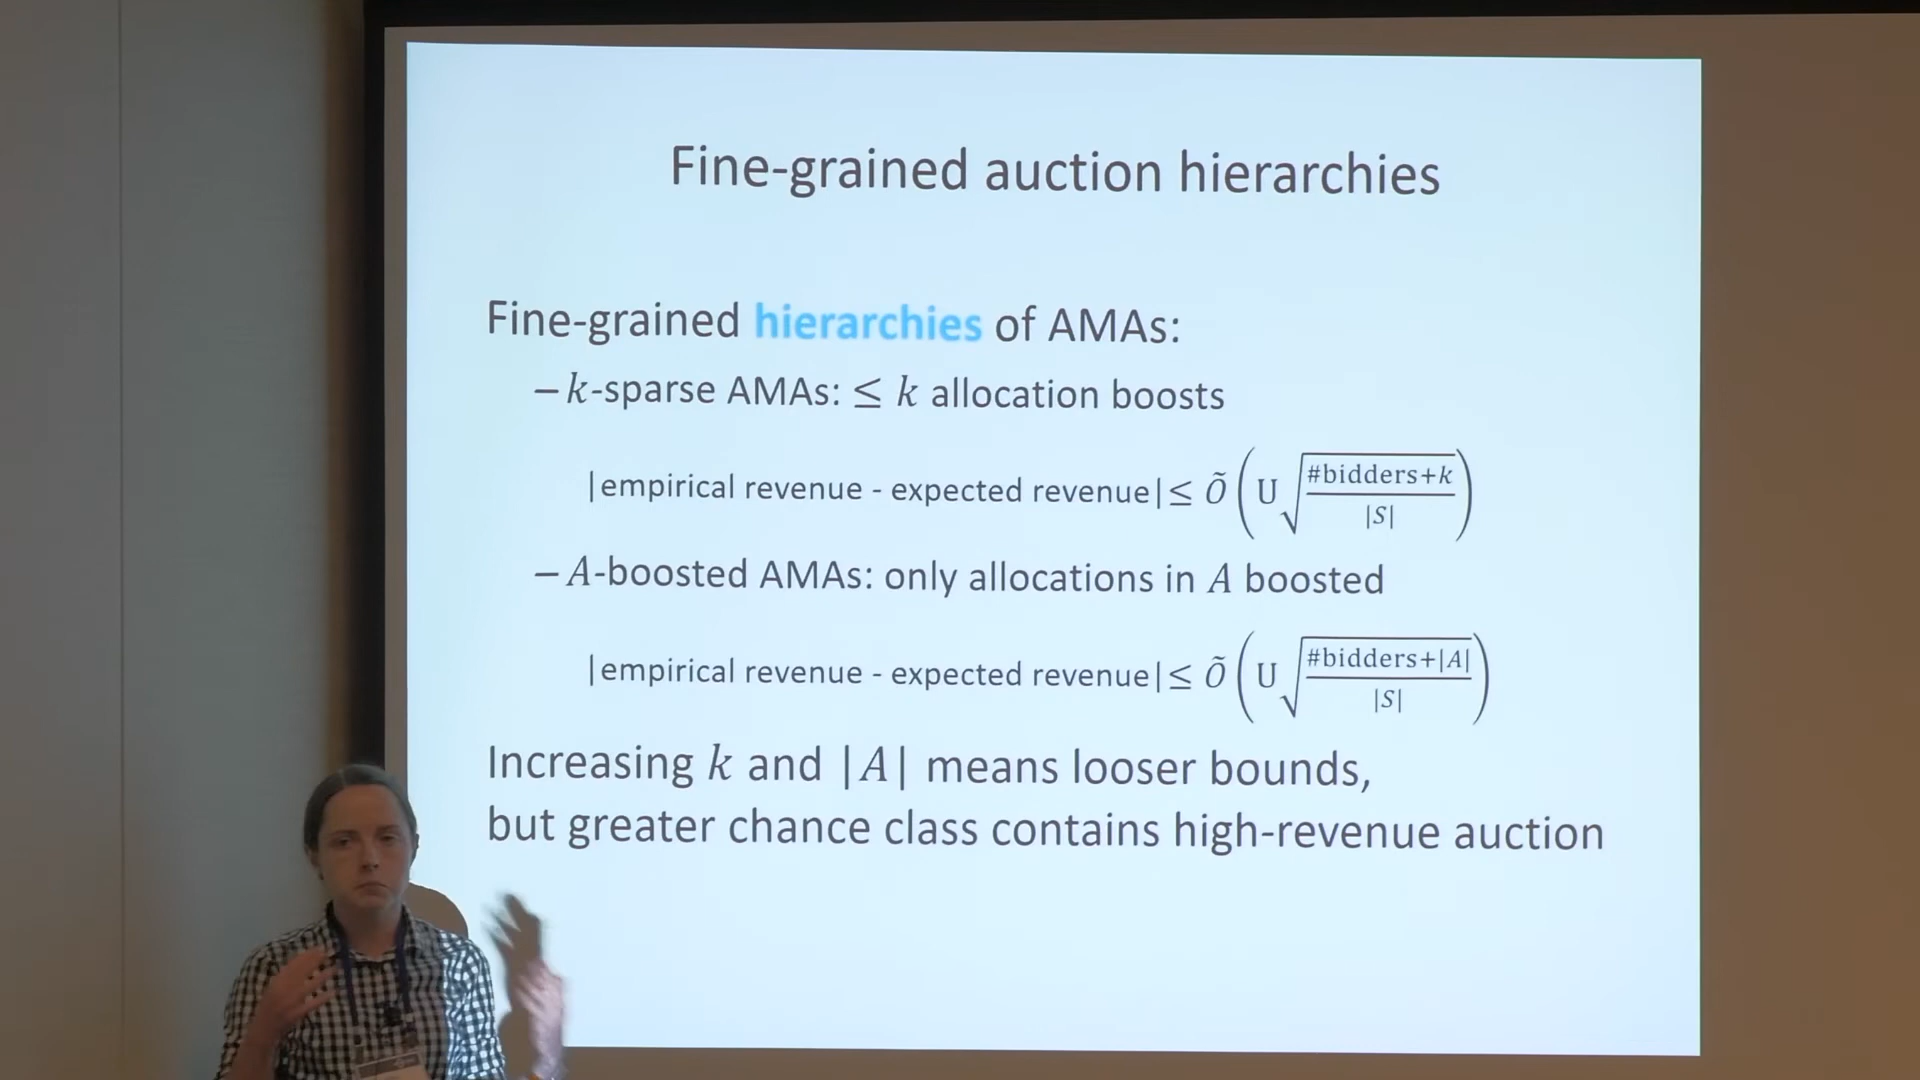 Fine-grained auction hierarchies
Fine-grained hierarchies of AMAs:
– k-sparse AMAs: ≤ k allocation boosts
|empirical revenue - expected revenue| ≤ Õ (U √(#bidders+k / |S|))
– A-boosted AMAs: only allocations in A boosted
|empirical revenue - expected revenue| ≤ Õ (U √(#bidders+|A| / |S|))
Increasing k and |A| means looser bounds,
but greater chance class contains high-revenue auction